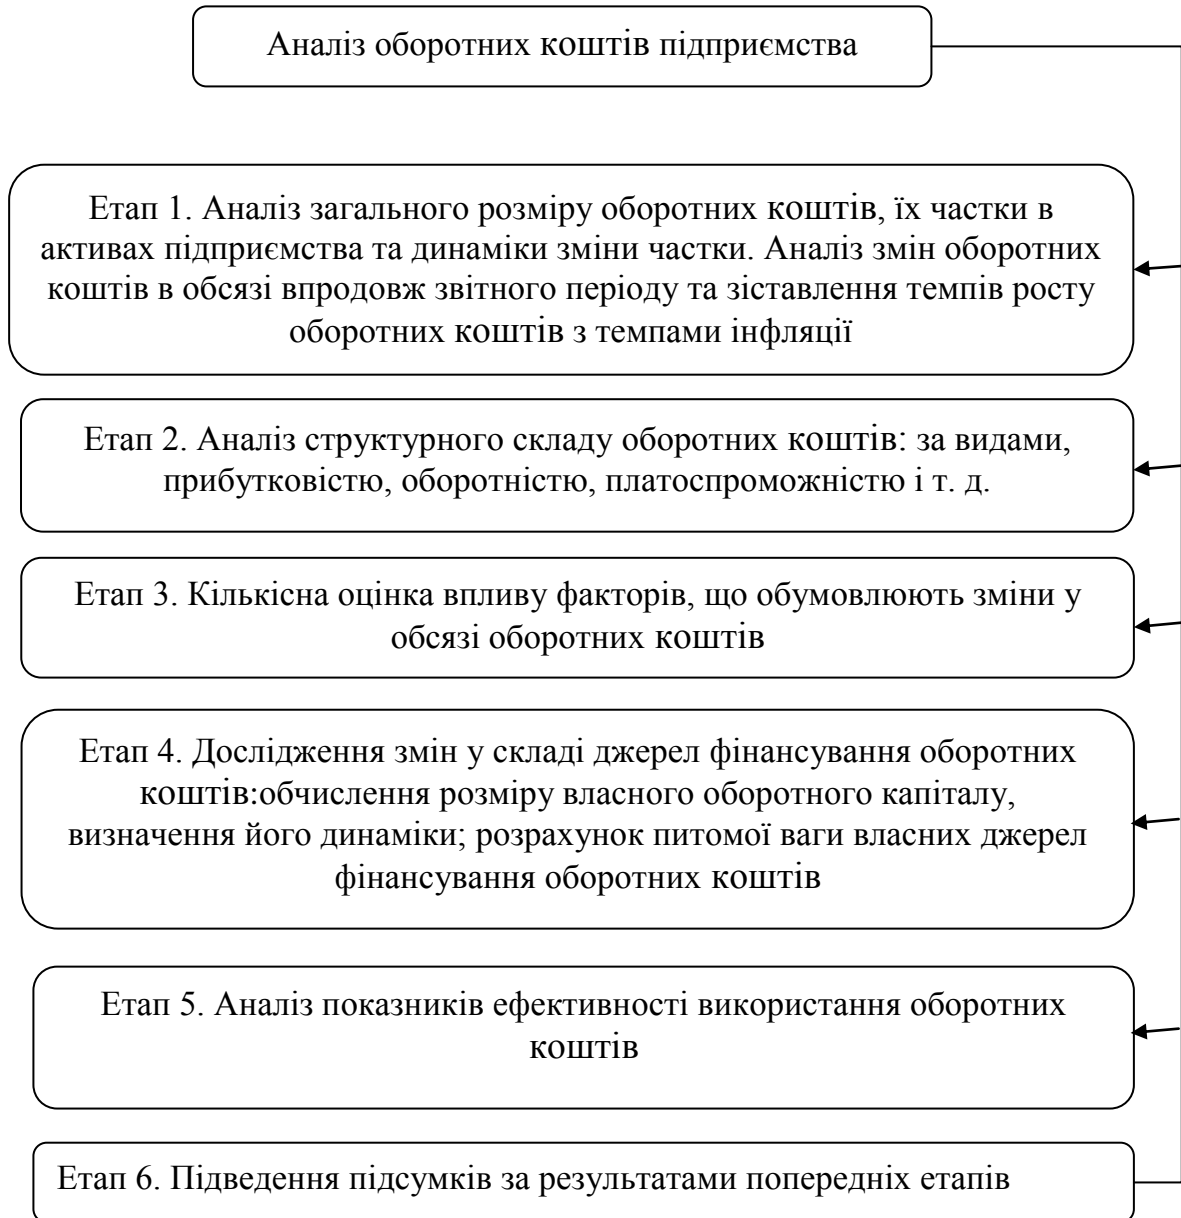 Аналіз оборотних коштів підприємства
Етап 1. Аналіз загального розміру оборотних коштів, їх частки в
активах підприємства та динаміки зміни частки. Аналіз змін оборотних
коштів в обсязі впродовж звітного періоду та зіставлення темпів росту
оборотних коштів з темпами інфляції
Етап 2. Аналіз структурного складу оборотних коштів: за видами,
прибутковістю, оборотністю, платоспроможністю і т. д.
Етап 3. Кількісна оцінка впливу факторів, що обумовлюють зміни у
обсязі оборотних коштів
Етап 4. Дослідження змін у складі джерел фінансування оборотних
коштів:обчислення розміру власного оборотного капіталу,
визначення його динаміки; розрахунок питомої ваги власних джерел
фінансування оборотних коштів
Етап 5. Аналіз показників ефективності використання оборотних
коштів
Етап 6. Підведення підсумків за результатами попередніх етапів